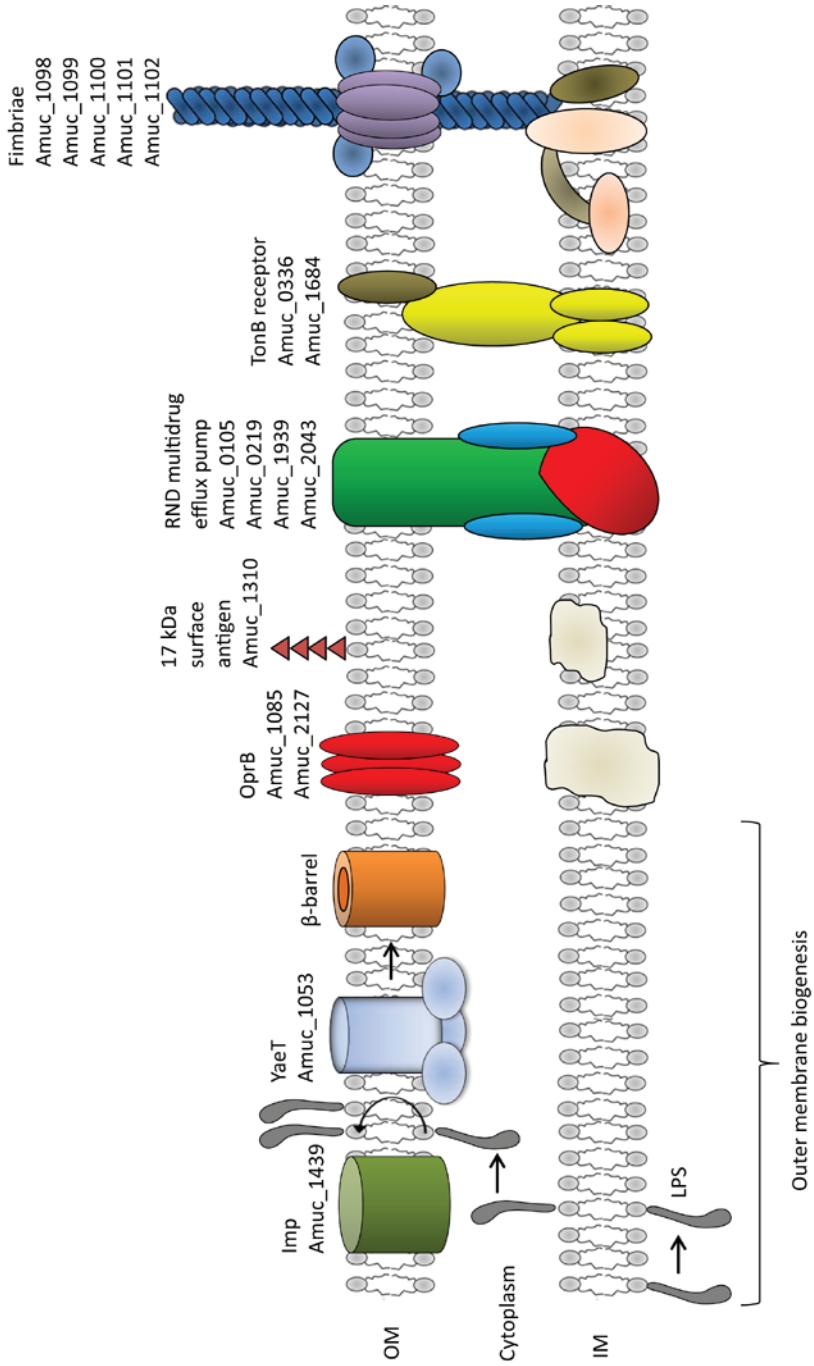 Imp
Amuc_1439
YaeT
Amuc_1053
β-barrel
OprB
Amuc_1085
Amuc_2127
17 kDa
surface
antigen
Amuc_1310
RND multidrug
efflux pump
Amuc_0105
Amuc_0219
Amuc_1939
Amuc_2043
TonB receptor
Amuc_0336
Amuc_1684
Fimbriae
Amuc_1098
Amuc_1099
Amuc_1100
Amuc_1101
Amuc_1102
OM
Cytoplasm
IM
LPS
Outer membrane biogenesis